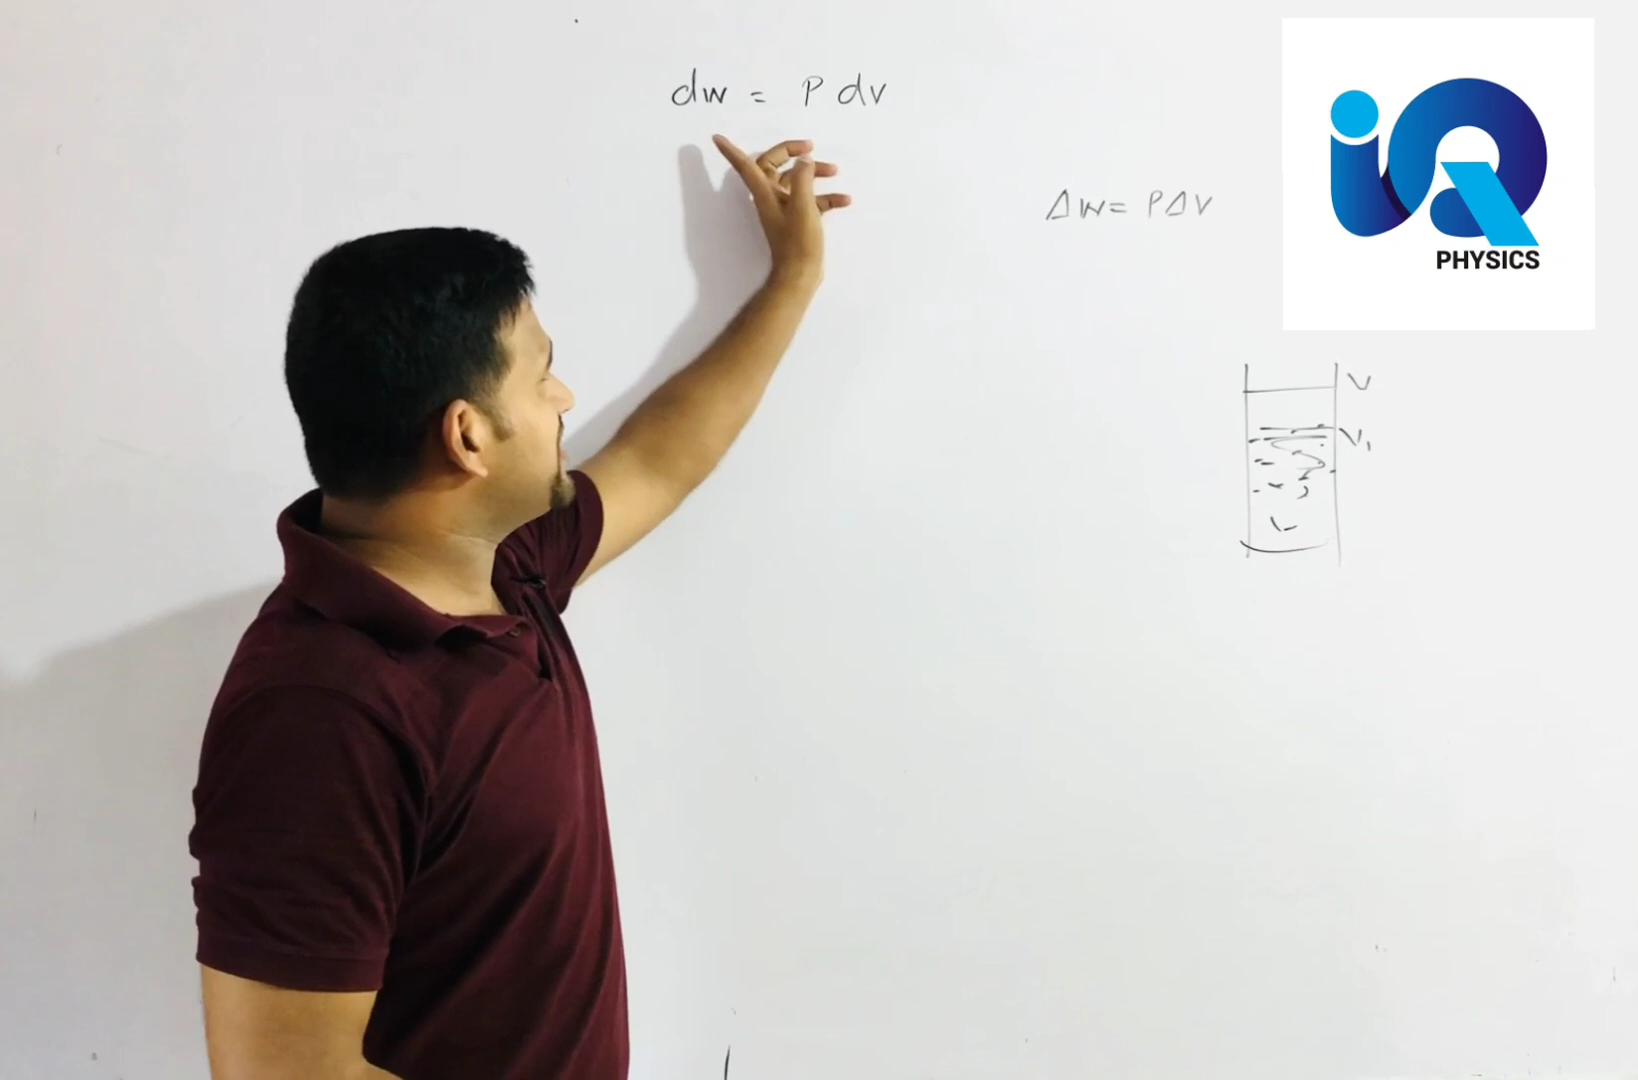 dw = P dv
Δw = PΔV
iQ
PHYSICS
V
V₁